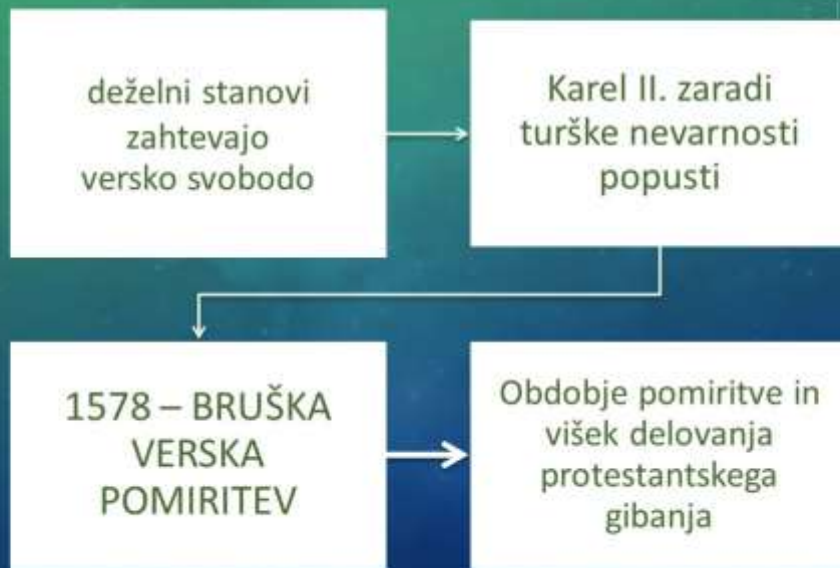 deželni stanovi
zahtevajo
versko svobodo
Karel II. zaradi
turške nevarnosti
popusti
1578 – BRUŠKA
VERSKA
POMIRITEV
Obdobje pomiritve in
višek delovanja
protestantskega
gibanja